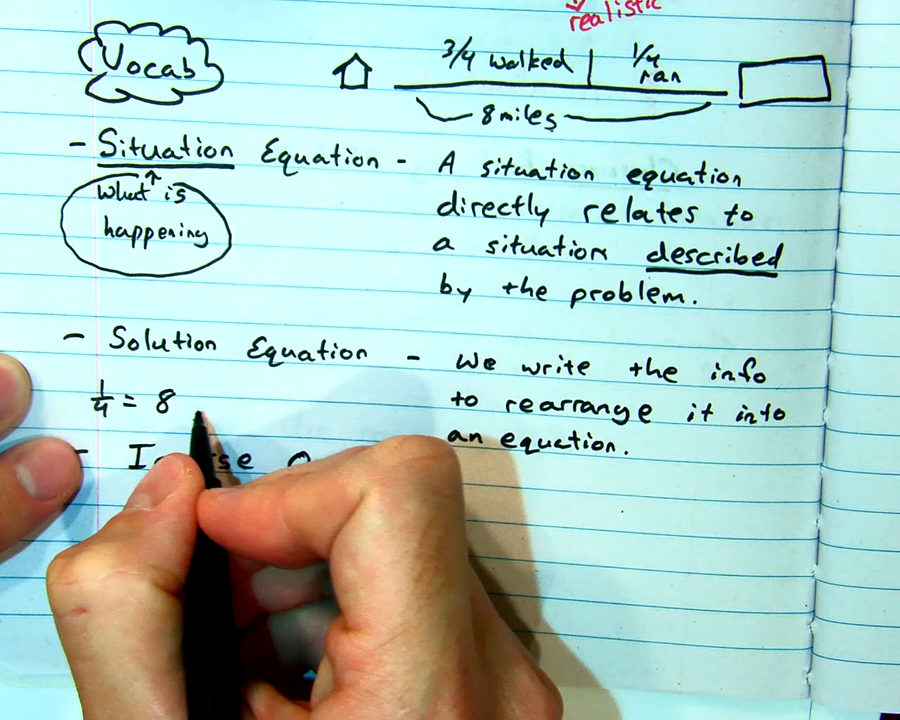 realistic
Vocab
3/4 walked 1/4 ran
8 miles
- Situation Equation - A situation equation
directly relates to
a situation described
by the problem.
what is
happening
- Solution Equation - We write the info
to rearrange it into
an equation.
1/4 = 8